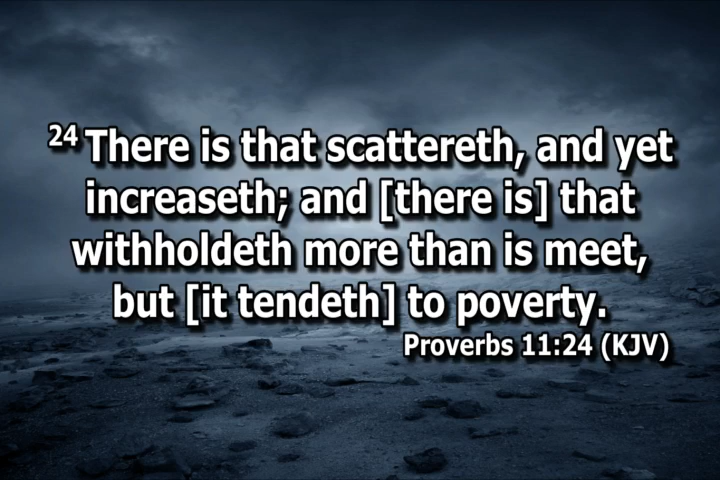 24 There is that scattereth, and yet
increaseth; and [there is] that
withholdeth more than is meet,
but [it tendeth] to poverty.
Proverbs 11:24 (KJV)